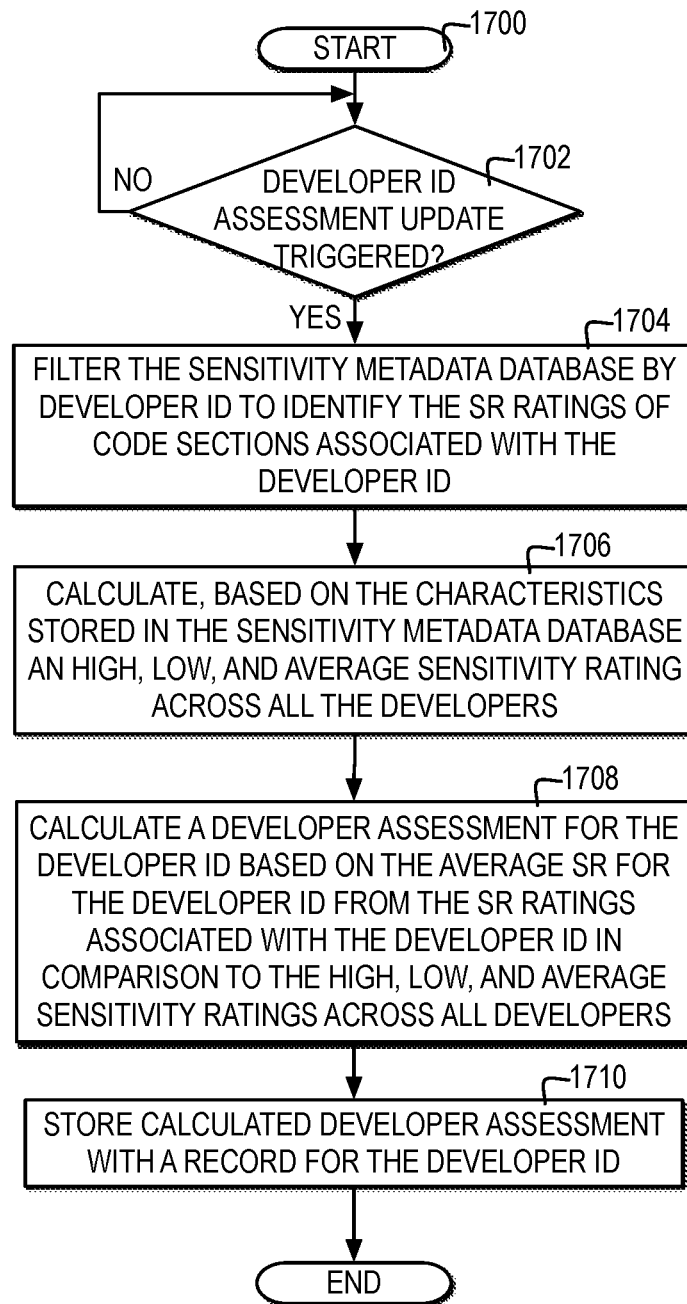 1700
START
1702
DEVELOPER ID
ASSESSMENT UPDATE
TRIGGERED?
NO
YES
1704
FILTER THE SENSITIVITY METADATA DATABASE BY
DEVELOPER ID TO IDENTIFY THE SR RATINGS OF
CODE SECTIONS ASSOCIATED WITH THE
DEVELOPER ID
1706
CALCULATE, BASED ON THE CHARACTERISTICS
STORED IN THE SENSITIVITY METADATA DATABASE
AN HIGH, LOW, AND AVERAGE SENSITIVITY RATING
ACROSS ALL THE DEVELOPERS
1708
CALCULATE A DEVELOPER ASSESSMENT FOR THE
DEVELOPER ID BASED ON THE AVERAGE SR FOR
THE DEVELOPER ID FROM THE SR RATINGS
ASSOCIATED WITH THE DEVELOPER ID IN
COMPARISON TO THE HIGH, LOW, AND AVERAGE
SENSITIVITY RATINGS ACROSS ALL DEVELOPERS
1710
STORE CALCULATED DEVELOPER ASSESSMENT
WITH A RECORD FOR THE DEVELOPER ID
END